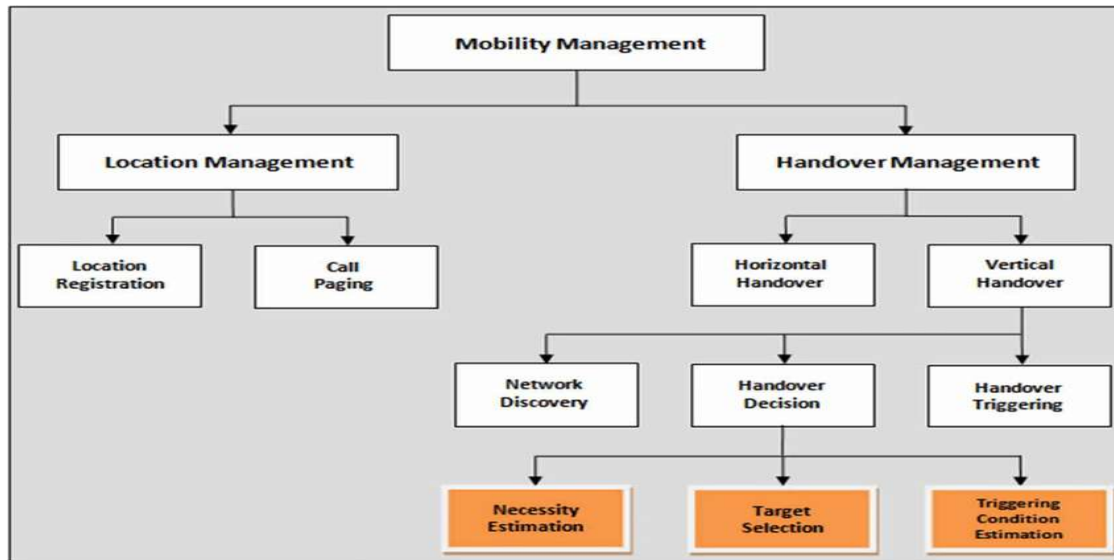 Mobility Management
Location Management
Handover Management
Location
Registration
Call
Paging
Horizontal
Handover
Vertical
Handover
Network
Discovery
Handover
Decision
Handover
Triggering
Necessity
Estimation
Target
Selection
Triggering
Condition
Estimation